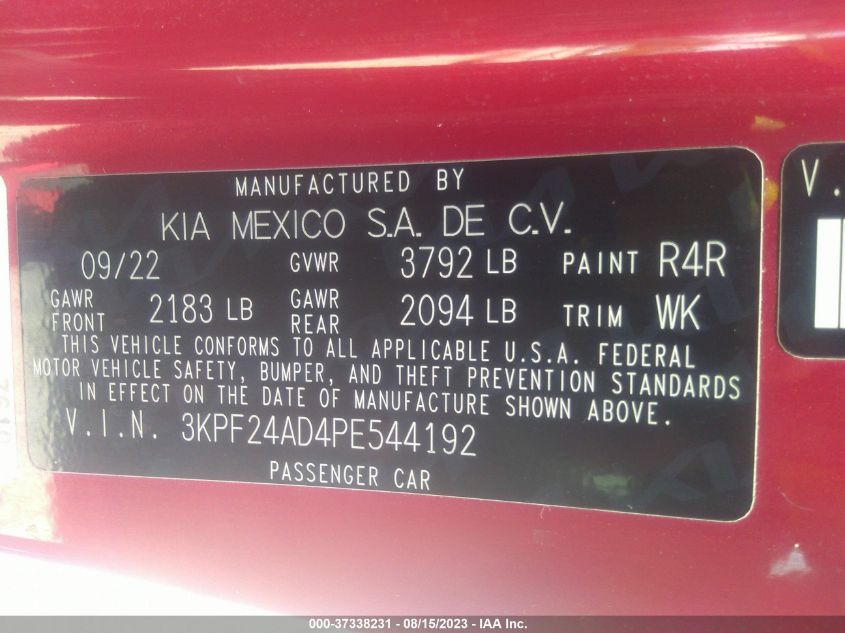 MANUFACTURED BY
KIA MEXICO S.A. DE C.V.
09/22 GVWR 3792 LB PAINT R4R
GAWR FRONT 2183 LB GAWR REAR 2094 LB TRIM WK
THIS VEHICLE CONFORMS TO ALL APPLICABLE U.S.A. FEDERAL
MOTOR VEHICLE SAFETY, BUMPER, AND THEFT PREVENTION STANDARDS
IN EFFECT ON THE DATE OF MANUFACTURE SHOWN ABOVE.
V.I.N. 3KPF24AD4PE544192
PASSENGER CAR
V.
000-37338231 - 08/15/2023 - IAA Inc.